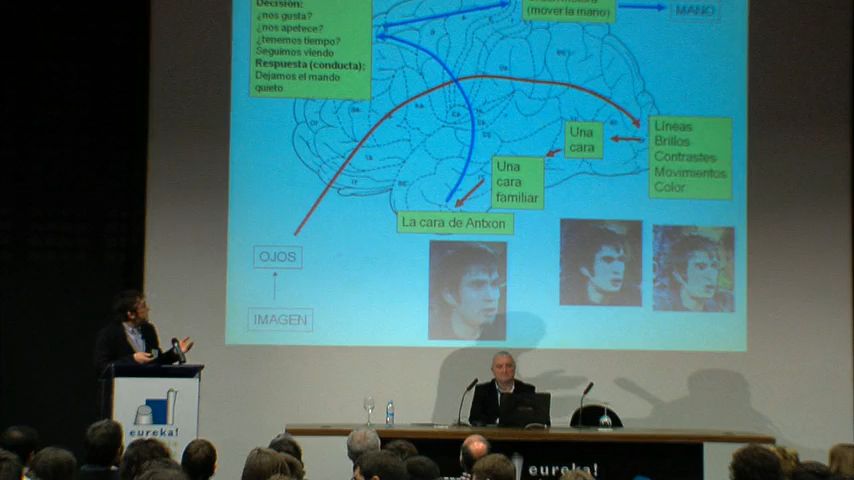 Decisión:
¿nos gusta?
¿nos apetece?
¿tenemos tiempo?
Seguimos viendo
Respuesta (conducta):
Dejamos el mando
quieto
(mover la mano)
MANO
Líneas
Brillos
Contrastes
Movimientos
Color
Una
cara
Una
cara
familiar
La cara de Antxon
OJOS
IMAGEN
eureka!
eureka!